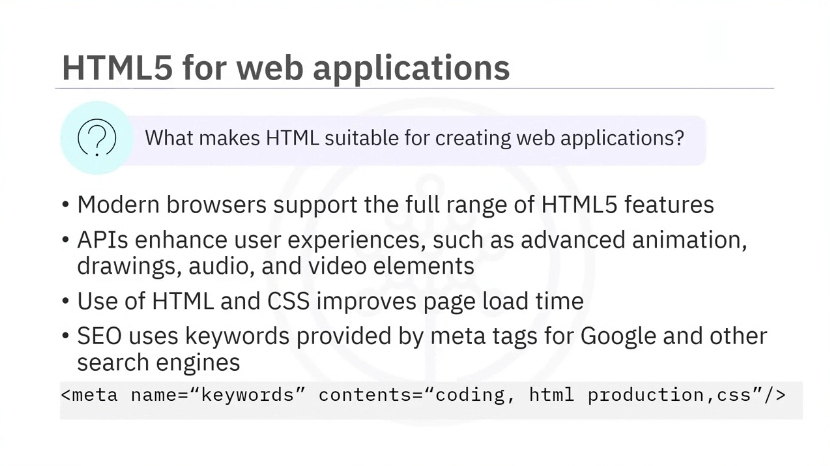 HTML5 for web applications
What makes HTML suitable for creating web applications?
• Modern browsers support the full range of HTML5 features
• APIs enhance user experiences, such as advanced animation,
drawings, audio, and video elements
• Use of HTML and CSS improves page load time
• SEO uses keywords provided by meta tags for Google and other
search engines
<meta name=“keywords” contents=“coding, html production,css”/>